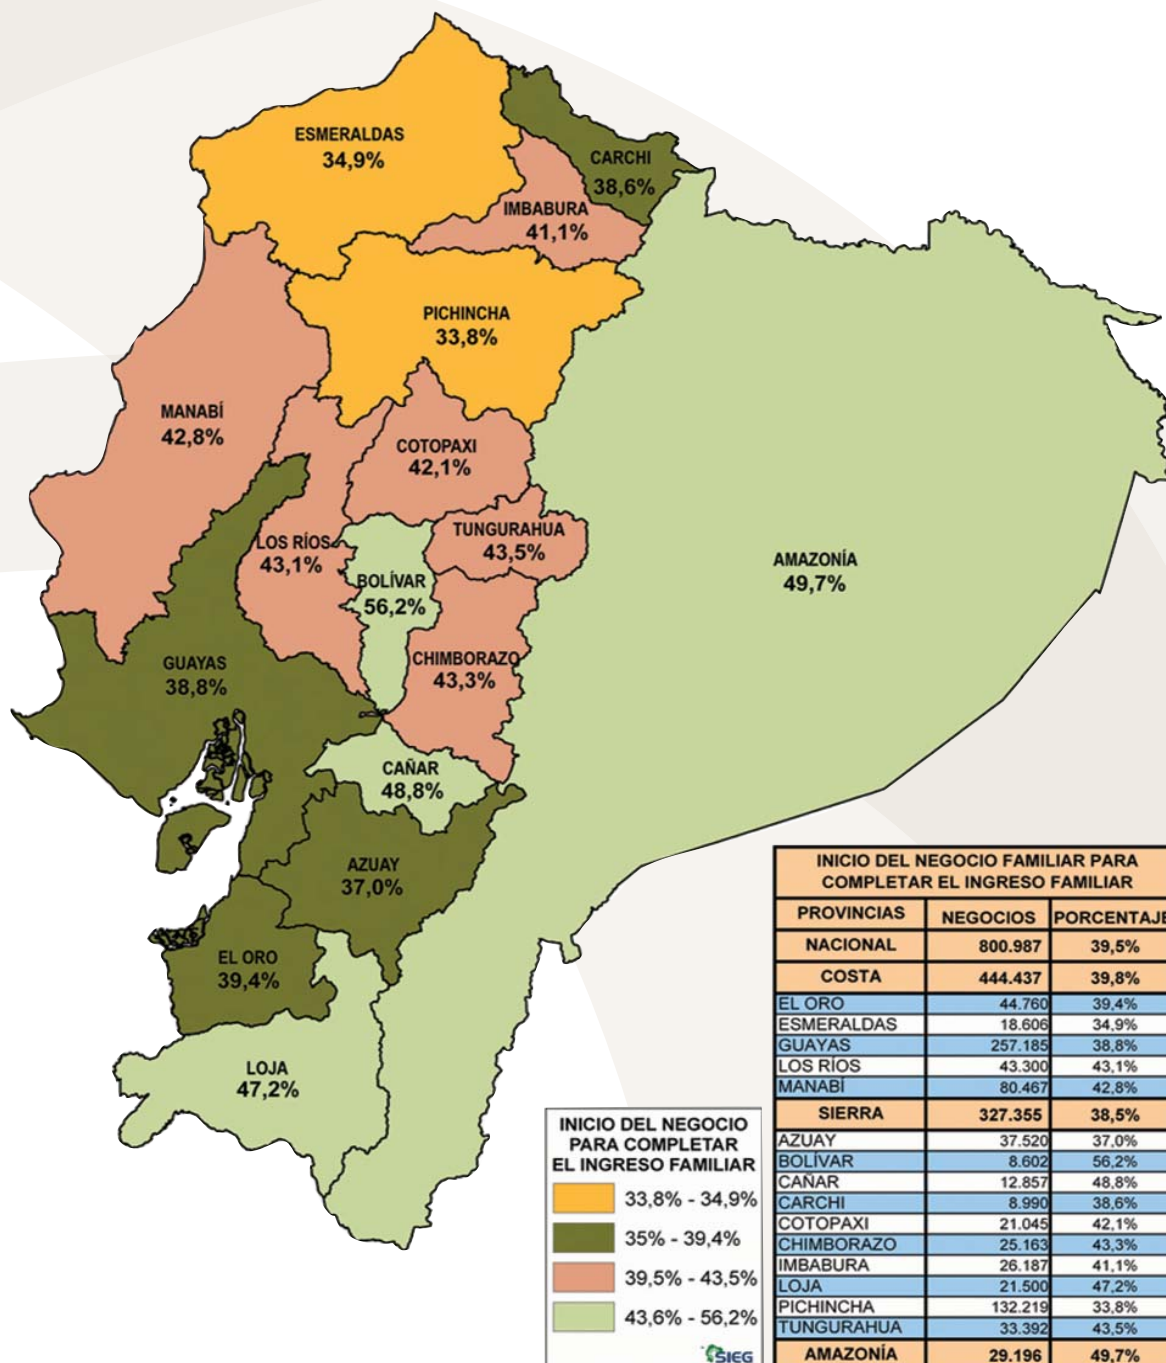 ESMERALDAS
34,9%
CARCHI
38,6%
IMBABURA
41,1%
PICHINCHA
33,8%
MANABÍ
42,8%
COTOPAXI
42,1%
TUNGURAHUA
43,5%
LOS RÍOS
43,1%
BOLÍVAR
56,2%
AMAZONÍA
49,7%
GUAYAS
38,8%
CHIMBORAZO
43,3%
CAÑAR
48,8%
AZUAY
37,0%
EL ORO
39,4%
LOJA
47,2%
INICIO DEL NEGOCIO
PARA COMPLETAR
EL INGRESO FAMILIAR
33,8% - 34,9%
35% - 39,4%
39,5% - 43,5%
43,6% - 56,2%
SIEG
INICIO DEL NEGOCIO FAMILIAR PARA
COMPLETAR EL INGRESO FAMILIAR
PROVINCIAS NEGOCIOS PORCENTAJE
NACIONAL 800.987 39,5%
COSTA 444.437 39,8%
EL ORO 44.760 39,4%
ESMERALDAS 18.606 34,9%
GUAYAS 257.185 38,8%
LOS RÍOS 43.300 43,1%
MANABÍ 80.467 42,8%
SIERRA 327.355 38,5%
AZUAY 37.520 37,0%
BOLÍVAR 8.602 56,2%
CAÑAR 12.857 48,8%
CARCHI 8.990 38,6%
COTOPAXI 21.045 42,1%
CHIMBORAZO 25.163 43,3%
IMBABURA 26.187 41,1%
LOJA 21.500 47,2%
PICHINCHA 132.219 33,8%
TUNGURAHUA 33.392 43,5%
AMAZONÍA 29.196 49,7%